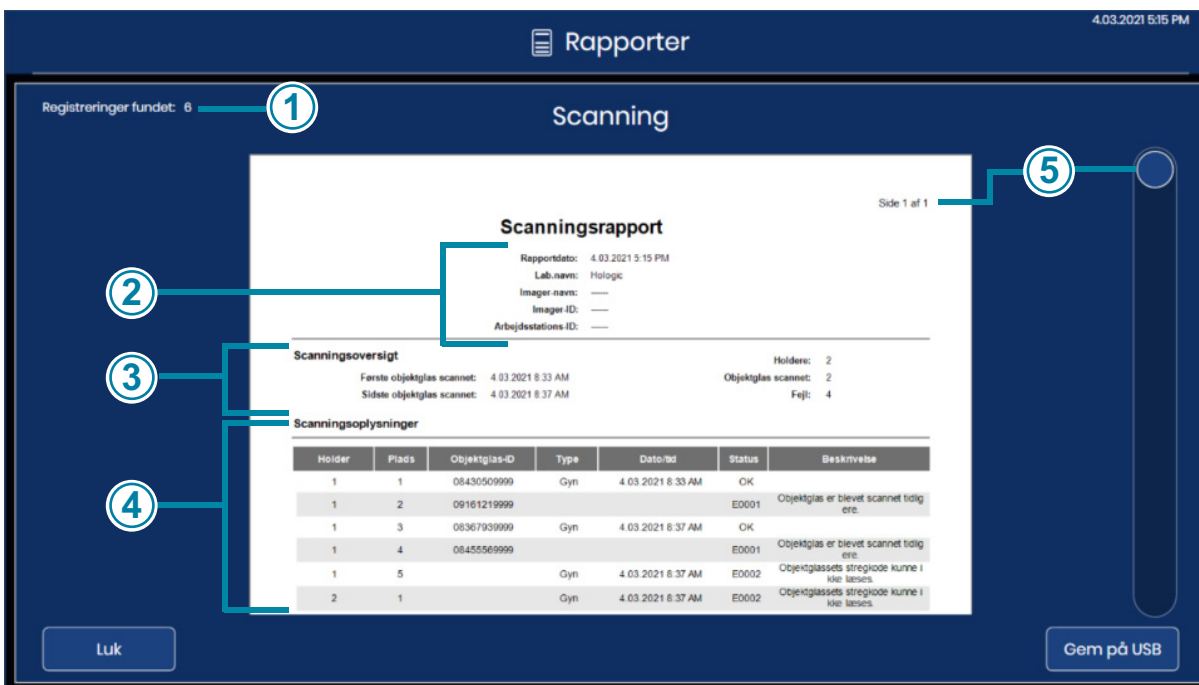 4.03.2021 5:15 PM
Rapporter
Registreringer fundet: 6
1
Scanning
5
Side 1 af 1
Scanningsrapport
2
Rapportdato: 4.03.2021 5:15 PM
Lab.navn: Hologic
Imager-navn: -----
Imager-ID: -----
Arbejdsstations-ID: -----
3
Scanningsoversigt
Holdere: 2
Første objektglas scannet: 4.03.2021 8:33 AM Objektglas scannet: 2
Sidste objektglas scannet: 4.03.2021 8:37 AM Fejl: 4
4
Scanningsoplysninger
Holder Plads Objektglas-ID Type Dato/tid Status Beskrivelse
1 1 08430509999 Gyn 4.03.2021 8:33 AM OK
1 2 09161219999 E0001 Objektglas er blevet scannet tidlig
ere.
1 3 08367939999 Gyn 4.03.2021 8:37 AM OK
1 4 08455569999 E0001 Objektglas er blevet scannet tidlig
ere.
1 5 Gyn 4.03.2021 8:37 AM E0002 Objektglassets stregkode kunne i
kke læses.
2 1 Gyn 4.03.2021 8:37 AM E0002 Objektglassets stregkode kunne i
kke læses.
Luk
Gem på USB